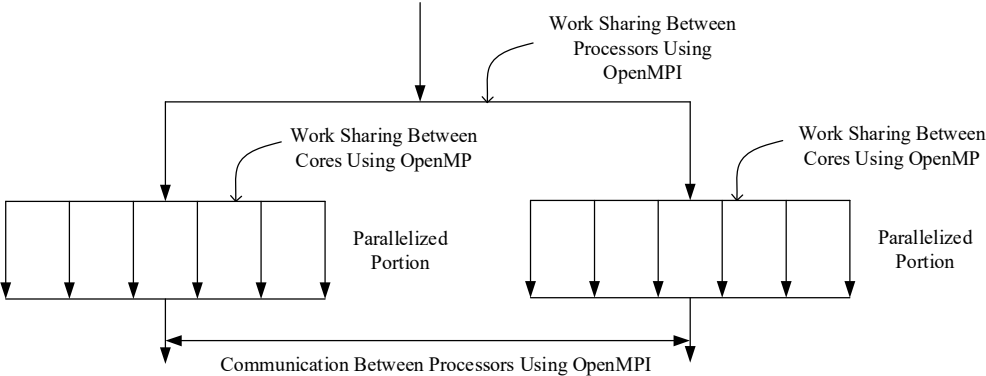 Work Sharing Between
Processors Using
OpenMPI
Work Sharing Between
Cores Using OpenMP
Work Sharing Between
Cores Using OpenMP
Parallelized
Portion
Parallelized
Portion
Communication Between Processors Using OpenMPI